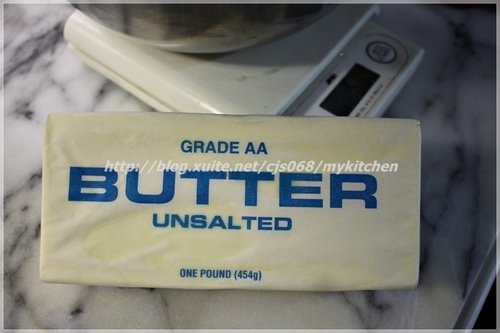 GRADE AA
http://blog.xuite.net/cjs068/mykitchen
BUTTER
UNSALTED
ONE POUND (454g)